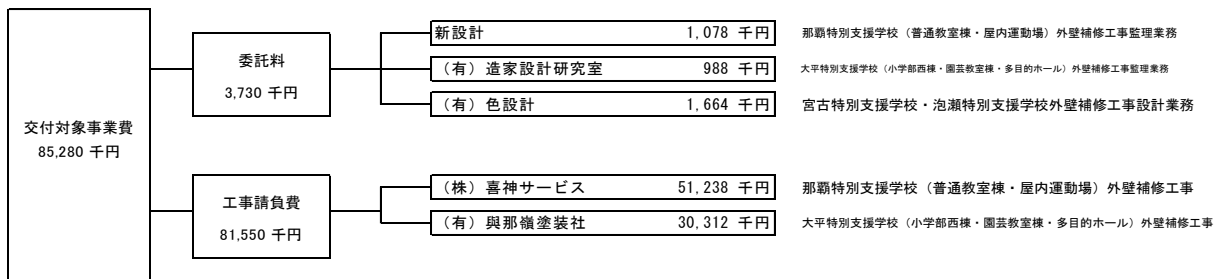 交付対象事業費
85,280 千円
委託料
3,730 千円
新設計 1,078 千円 那覇特別支援学校（普通教室棟・屋内運動場）外壁補修工事監理業務
（有）造家設計研究室 988 千円 大平特別支援学校（小学部西棟・園芸教室棟・多目的ホール）外壁補修工事監理業務
（有）色設計 1,664 千円 宮古特別支援学校・泡瀬特別支援学校外壁補修工事設計業務
工事請負費
81,550 千円
（株）喜神サービス 51,238 千円 那覇特別支援学校（普通教室棟・屋内運動場）外壁補修工事
（有）與那嶺塗装社 30,312 千円 大平特別支援学校（小学部西棟・園芸教室棟・多目的ホール）外壁補修工事